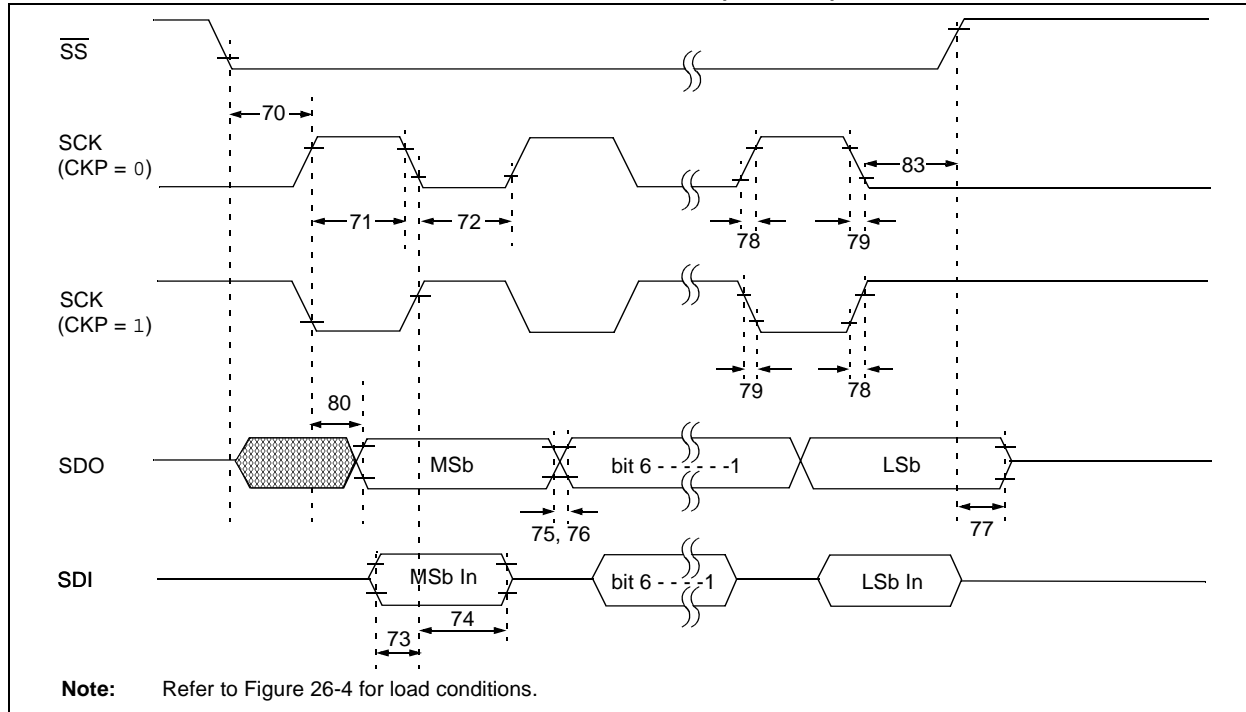 SS
70
SCK
(CKP = 0)
83
71
72
78
79
SCK
(CKP = 1)
79
78
80
SDO
MSb
bit 6 - - - - - -1
LSb
75, 76
77
SDI
MSb In
bit 6 - - - -1
LSb In
74
73
Note: Refer to Figure 26-4 for load conditions.